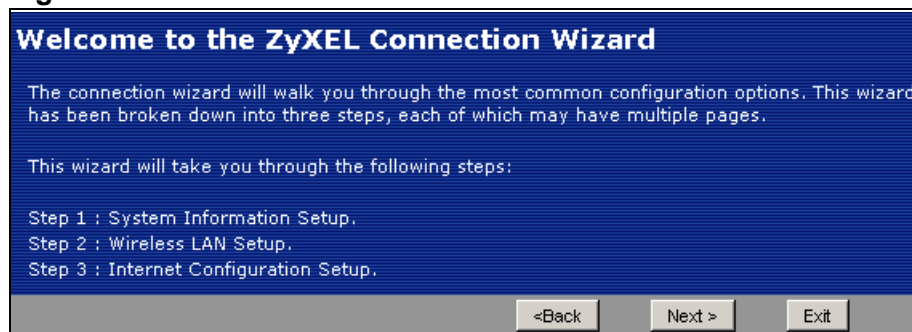 Welcome to the ZyXEL Connection Wizard
The connection wizard will walk you through the most common configuration options. This wizard
has been broken down into three steps, each of which may have multiple pages.
This wizard will take you through the following steps:
Step 1 : System Information Setup.
Step 2 : Wireless LAN Setup.
Step 3 : Internet Configuration Setup.
<Back Next > Exit